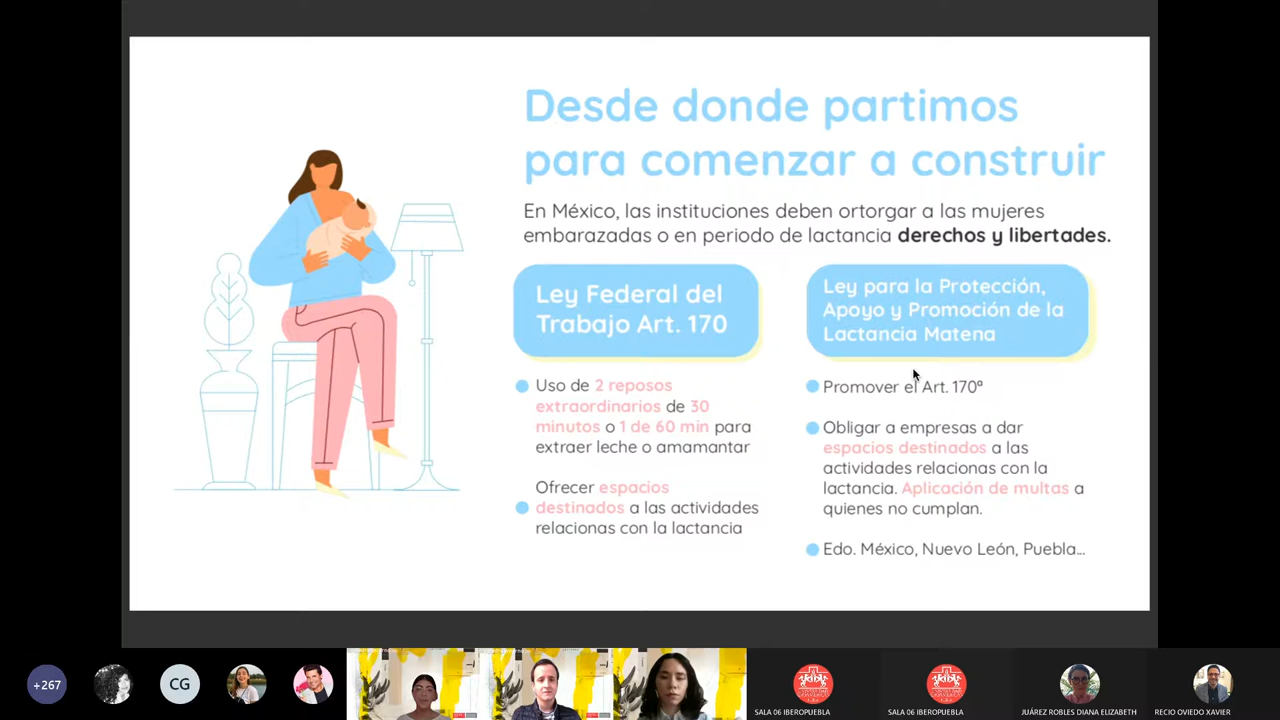 Desde donde partimos
para comenzar a construir
En México, las instituciones deben ortorgar a las mujeres
embarazadas o en periodo de lactancia derechos y libertades.
Ley Federal del
Trabajo Art. 170
Uso de 2 reposos
extraordinarios de 30
minutos o 1 de 60 min para
extraer leche o amamantar
Ofrecer espacios
destinados a las actividades
relacionas con la lactancia
Ley para la Protección,
Apoyo y Promoción de la
Lactancia Matena
Promover el Art. 170ª
Obligar a empresas a dar
espacios destinados a las
actividades relacionas con la
lactancia. Aplicación de multas a
quienes no cumplan.
Edo. México, Nuevo León, Puebla...
+267
CG
SALA 06 IBEROPUEBLA
SALA 06 IBEROPUEBLA
JUÁREZ ROBLES DIANA ELIZABETH
RECIO OVIEDO XAVIER